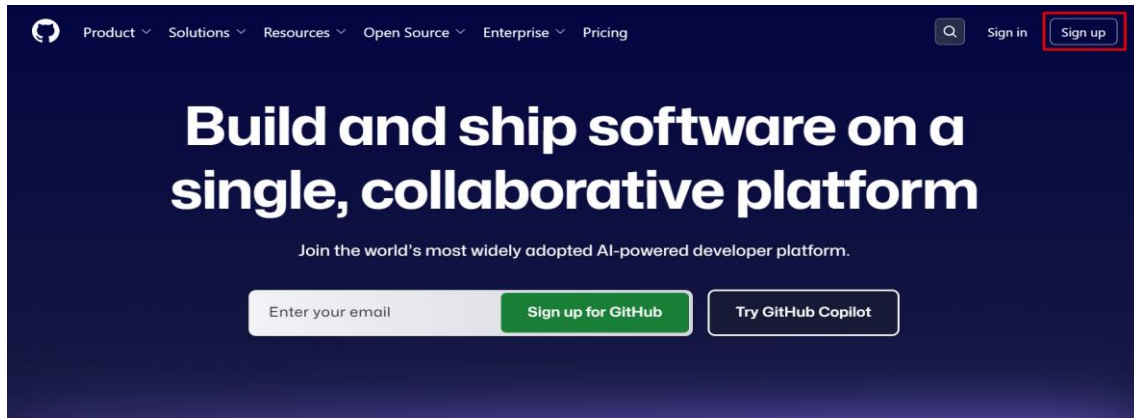 Product Solutions Resources Open Source Enterprise Pricing Sign in Sign up
Build and ship software on a
single, collaborative platform
Join the world's most widely adopted AI-powered developer platform.
Enter your email Sign up for GitHub Try GitHub Copilot